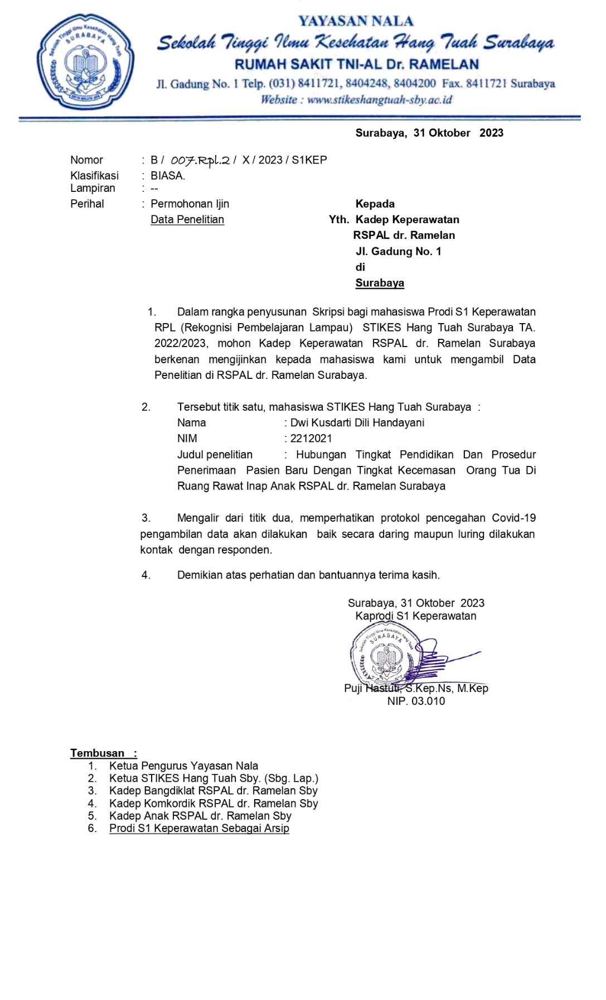 Sekolah Tinggi Ilmu Kesehatan Hang Tuah
SURABAYA
YAYASAN NALA
Sekolah Tinggi Ilmu Kesehatan Hang Tuah Surabaya
RUMAH SAKIT TNI-AL Dr. RAMELAN
Jl. Gadung No. 1 Telp. (031) 8411721, 8404248, 8404200 Fax. 8411721 Surabaya
Website : www.stikeshangtuah-sby.ac.id
Surabaya, 31 Oktober 2023
Nomor : B / 007.Rpl.2 / X / 2023 / S1KEP
Klasifikasi : BIASA.
Lampiran : --
Perihal : Permohonan Ijin
Data Penelitian
Kepada
Yth. Kadep Keperawatan
RSPAL dr. Ramelan
Jl. Gadung No. 1
di
Surabaya
1. Dalam rangka penyusunan Skripsi bagi mahasiswa Prodi S1 Keperawatan
RPL (Rekognisi Pembelajaran Lampau) STIKES Hang Tuah Surabaya TA.
2022/2023, mohon Kadep Keperawatan RSPAL dr. Ramelan Surabaya
berkenan mengijinkan kepada mahasiswa kami untuk mengambil Data
Penelitian di RSPAL dr. Ramelan Surabaya.
2. Tersebut titik satu, mahasiswa STIKES Hang Tuah Surabaya :
Nama : Dwi Kusdarti Dili Handayani
NIM : 2212021
Judul penelitian : Hubungan Tingkat Pendidikan Dan Prosedur
Penerimaan Pasien Baru Dengan Tingkat Kecemasan Orang Tua Di
Ruang Rawat Inap Anak RSPAL dr. Ramelan Surabaya
3. Mengalir dari titik dua, memperhatikan protokol pencegahan Covid-19
pengambilan data akan dilakukan baik secara daring maupun luring dilakukan
kontak dengan responden.
4. Demikian atas perhatian dan bantuannya terima kasih.
Surabaya, 31 Oktober 2023
Kaprodi S1 Keperawatan
Sekolah Tinggi Ilmu Kesehatan Hang Tuah
SURABAYA
Puji Hastuti, S.Kep.Ns, M.Kep
NIP. 03.010
Tembusan :
1. Ketua Pengurus Yayasan Nala
2. Ketua STIKES Hang Tuah Sby. (Sbg. Lap.)
3. Kadep Bangdiklat RSPAL dr. Ramelan Sby
4. Kadep Komkordik RSPAL dr. Ramelan Sby
5. Kadep Anak RSPAL dr. Ramelan Sby
6. Prodi S1 Keperawatan Sebagai Arsip